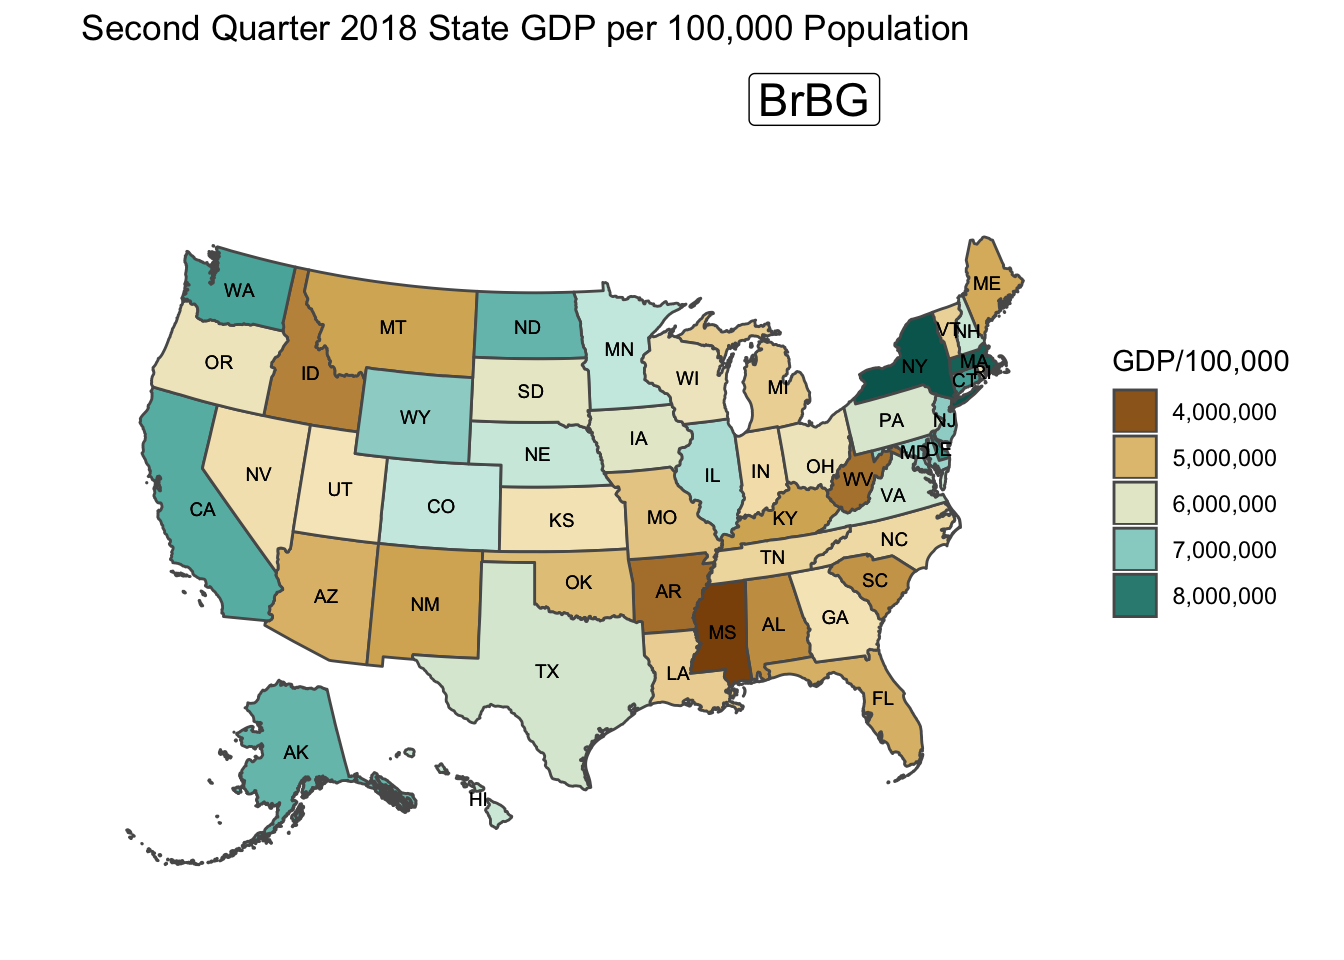 Second Quarter 2018 State GDP per 100,000 Population
BrBG
ME
WA
MT
ND
VT
NH
MN
OR
NY
MA
ID
WI
CT
RI
MI
SD
WY
PA
NJ
IA
NE
OH
MD
DE
NV
IL
IN
WV
UT
VA
CA
CO
KS
MO
KY
NC
TN
AZ
NM
OK
AR
SC
MS
AL
GA
TX
LA
FL
AK
HI
GDP/100,000
4,000,000
5,000,000
6,000,000
7,000,000
8,000,000